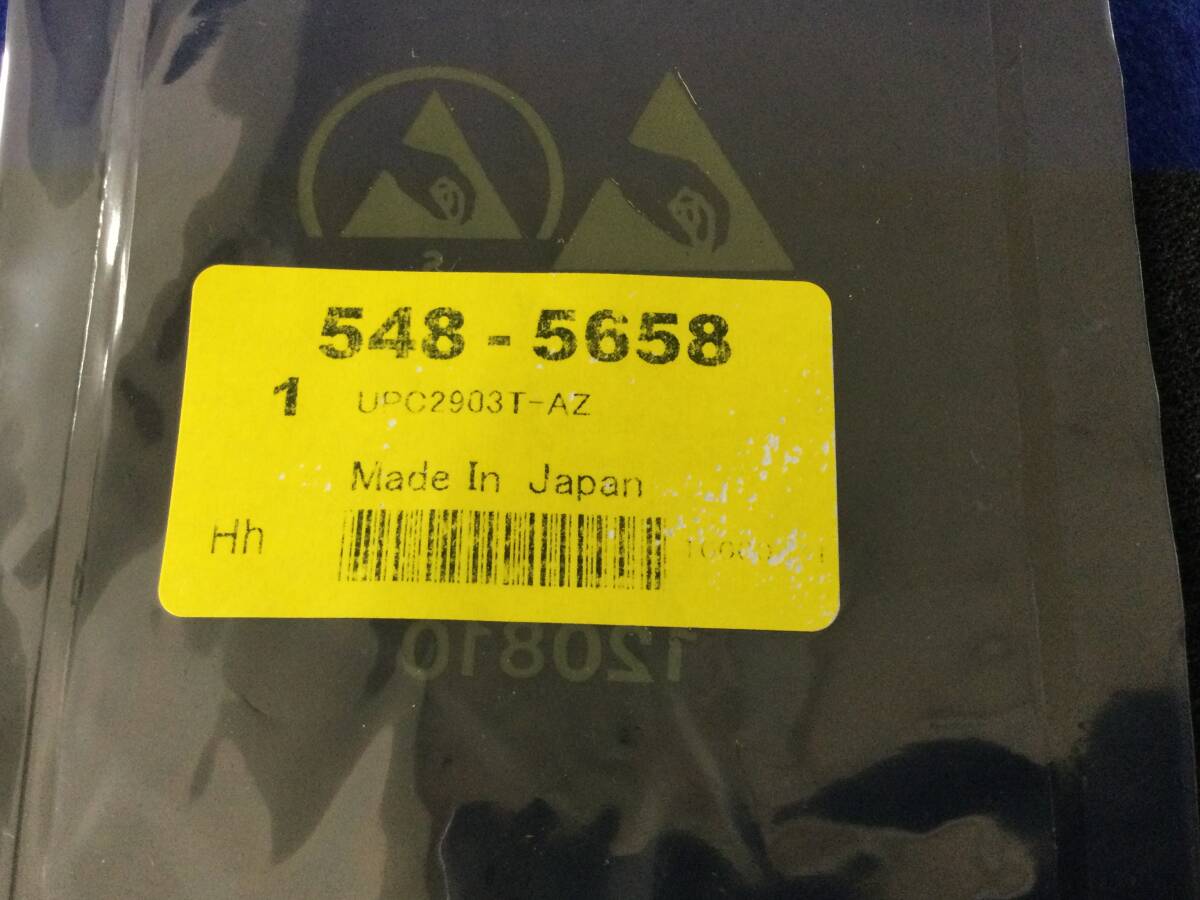 548 - 5658
1 UPC2903T-AZ
Made In Japan
Hh
120810